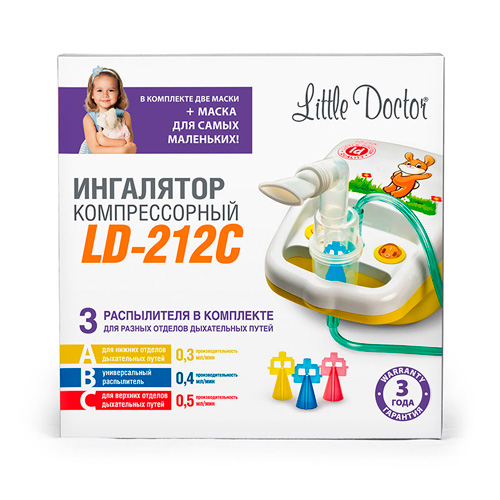 В КОМПЛЕКТЕ ДВЕ МАСКИ
+ МАСКА
ДЛЯ САМЫХ
МАЛЕНЬКИХ!
Little Doctor®
ИНГАЛЯТОР
КОМПРЕССОРНЫЙ
LD-212C
3 РАСПЫЛИТЕЛЯ В КОМПЛЕКТЕ
ДЛЯ РАЗНЫХ ОТДЕЛОВ ДЫХАТЕЛЬНЫХ ПУТЕЙ
A для нижних отделов дыхательных путей 0,3 производительность мл/мин
B универсальный распылитель 0,4 производительность мл/мин
C для верхних отделов дыхательных путей 0,5 производительность мл/мин
WARRANTY
3
ГОДА
ГАРАНТИЯ
ld